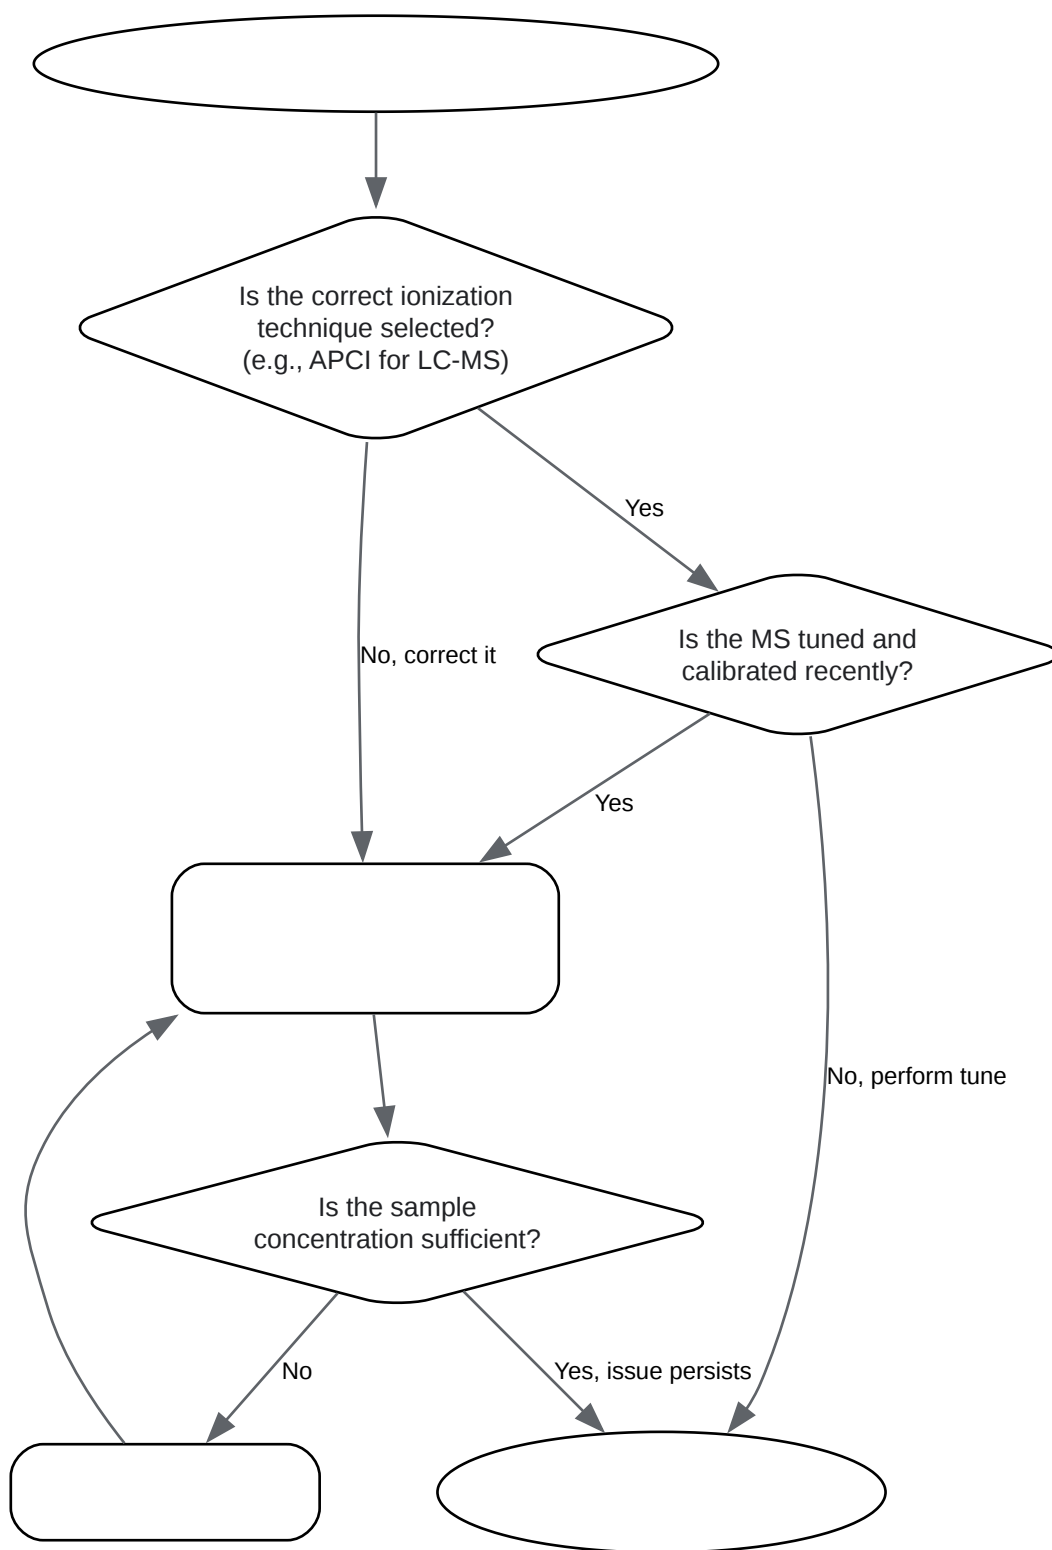 Is the correct ionization
technique selected?
(e.g., APCI for LC-MS)
Yes
Is the MS tuned and
calibrated recently?
No, correct it
Yes
No, perform tune
Is the sample
concentration sufficient?
No
Yes, issue persists